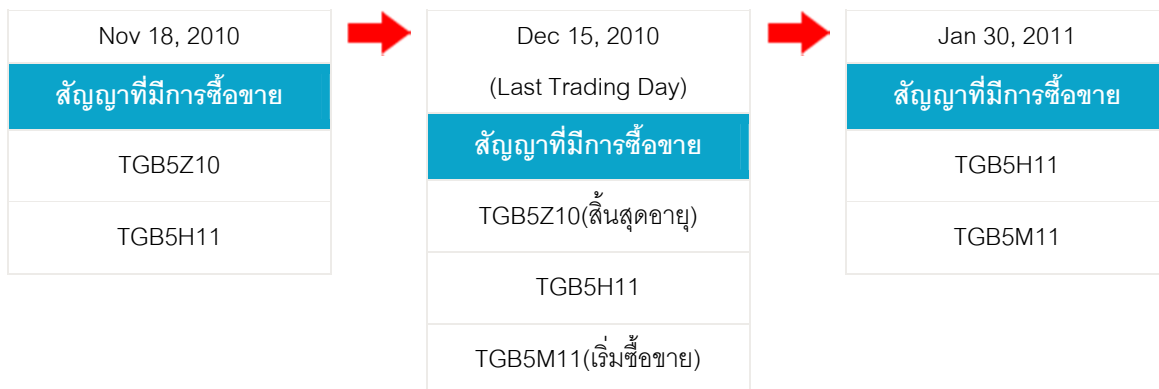 Nov 18, 2010
สัญญาที่มีการซื้อขาย
TGB5Z10
TGB5H11
Dec 15, 2010
(Last Trading Day)
สัญญาที่มีการซื้อขาย
TGB5Z10(สิ้นสุดอายุ)
TGB5H11
TGB5M11(เริ่มซื้อขาย)
Jan 30, 2011
สัญญาที่มีการซื้อขาย
TGB5H11
TGB5M11